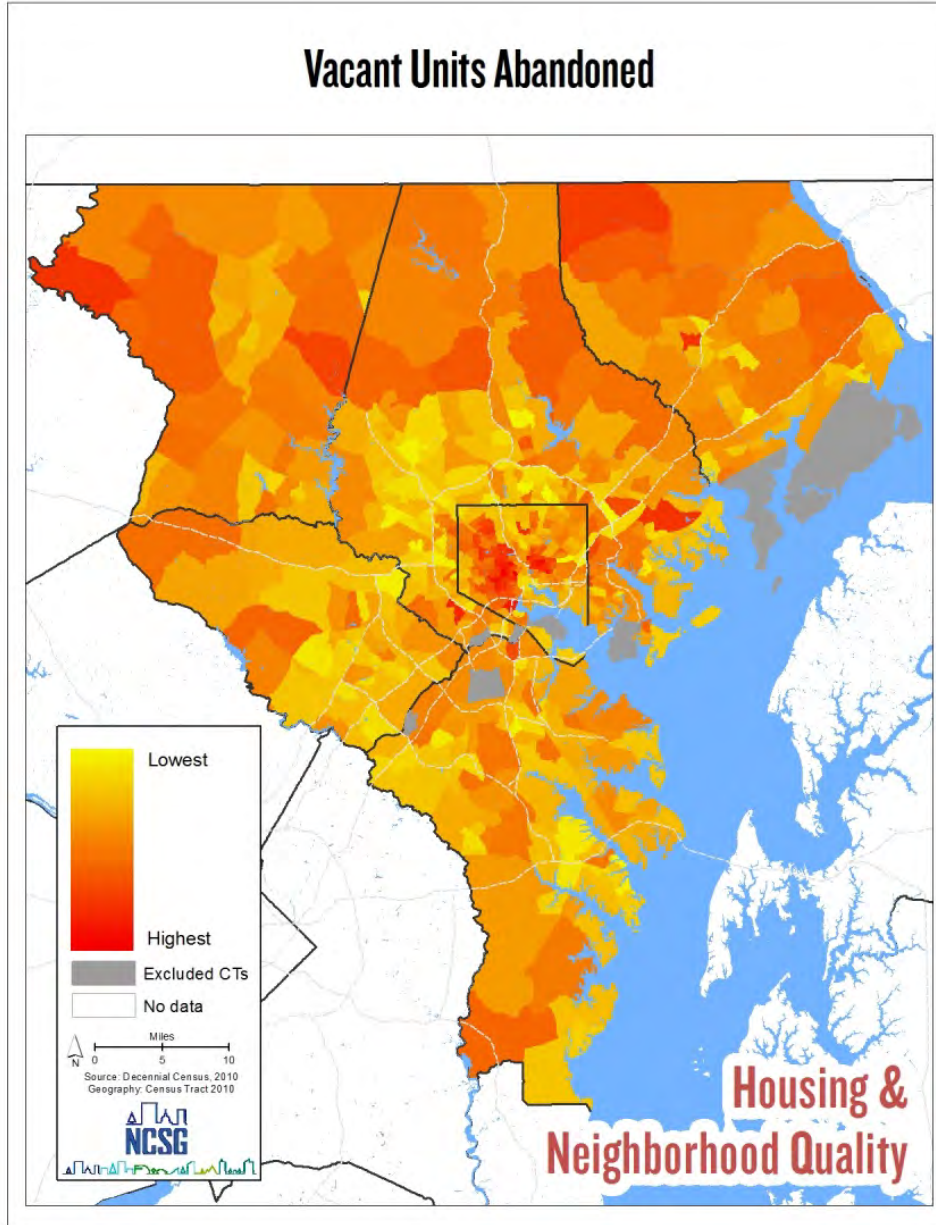 Vacant Units Abandoned
Lowest
Highest
Excluded CTs
No data
Miles
N
0 5 10
Source: Decennial Census, 2010
Geography: Census Tract 2010
NCSG
Housing &
Neighborhood Quality